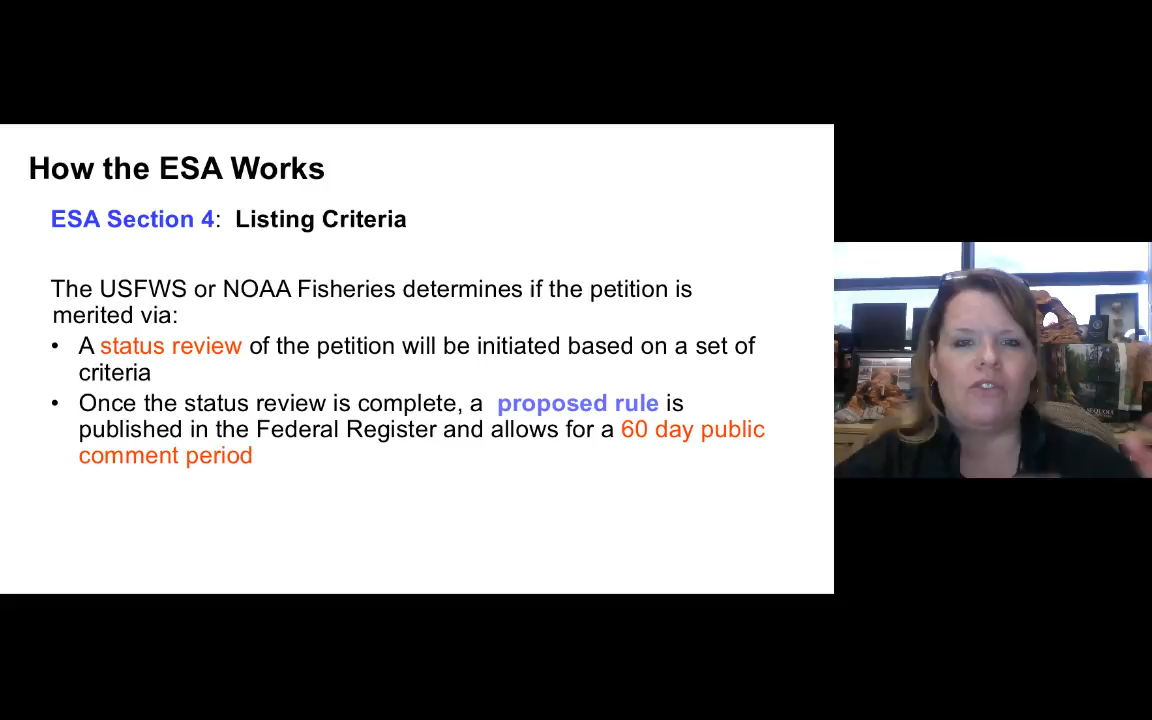 How the ESA Works
ESA Section 4:  Listing Criteria
The USFWS or NOAA Fisheries determines if the petition is
merited via:
• A status review of the petition will be initiated based on a set of
criteria
• Once the status review is complete, a  proposed rule is
published in the Federal Register and allows for a 60 day public
comment period
SEQUOIA